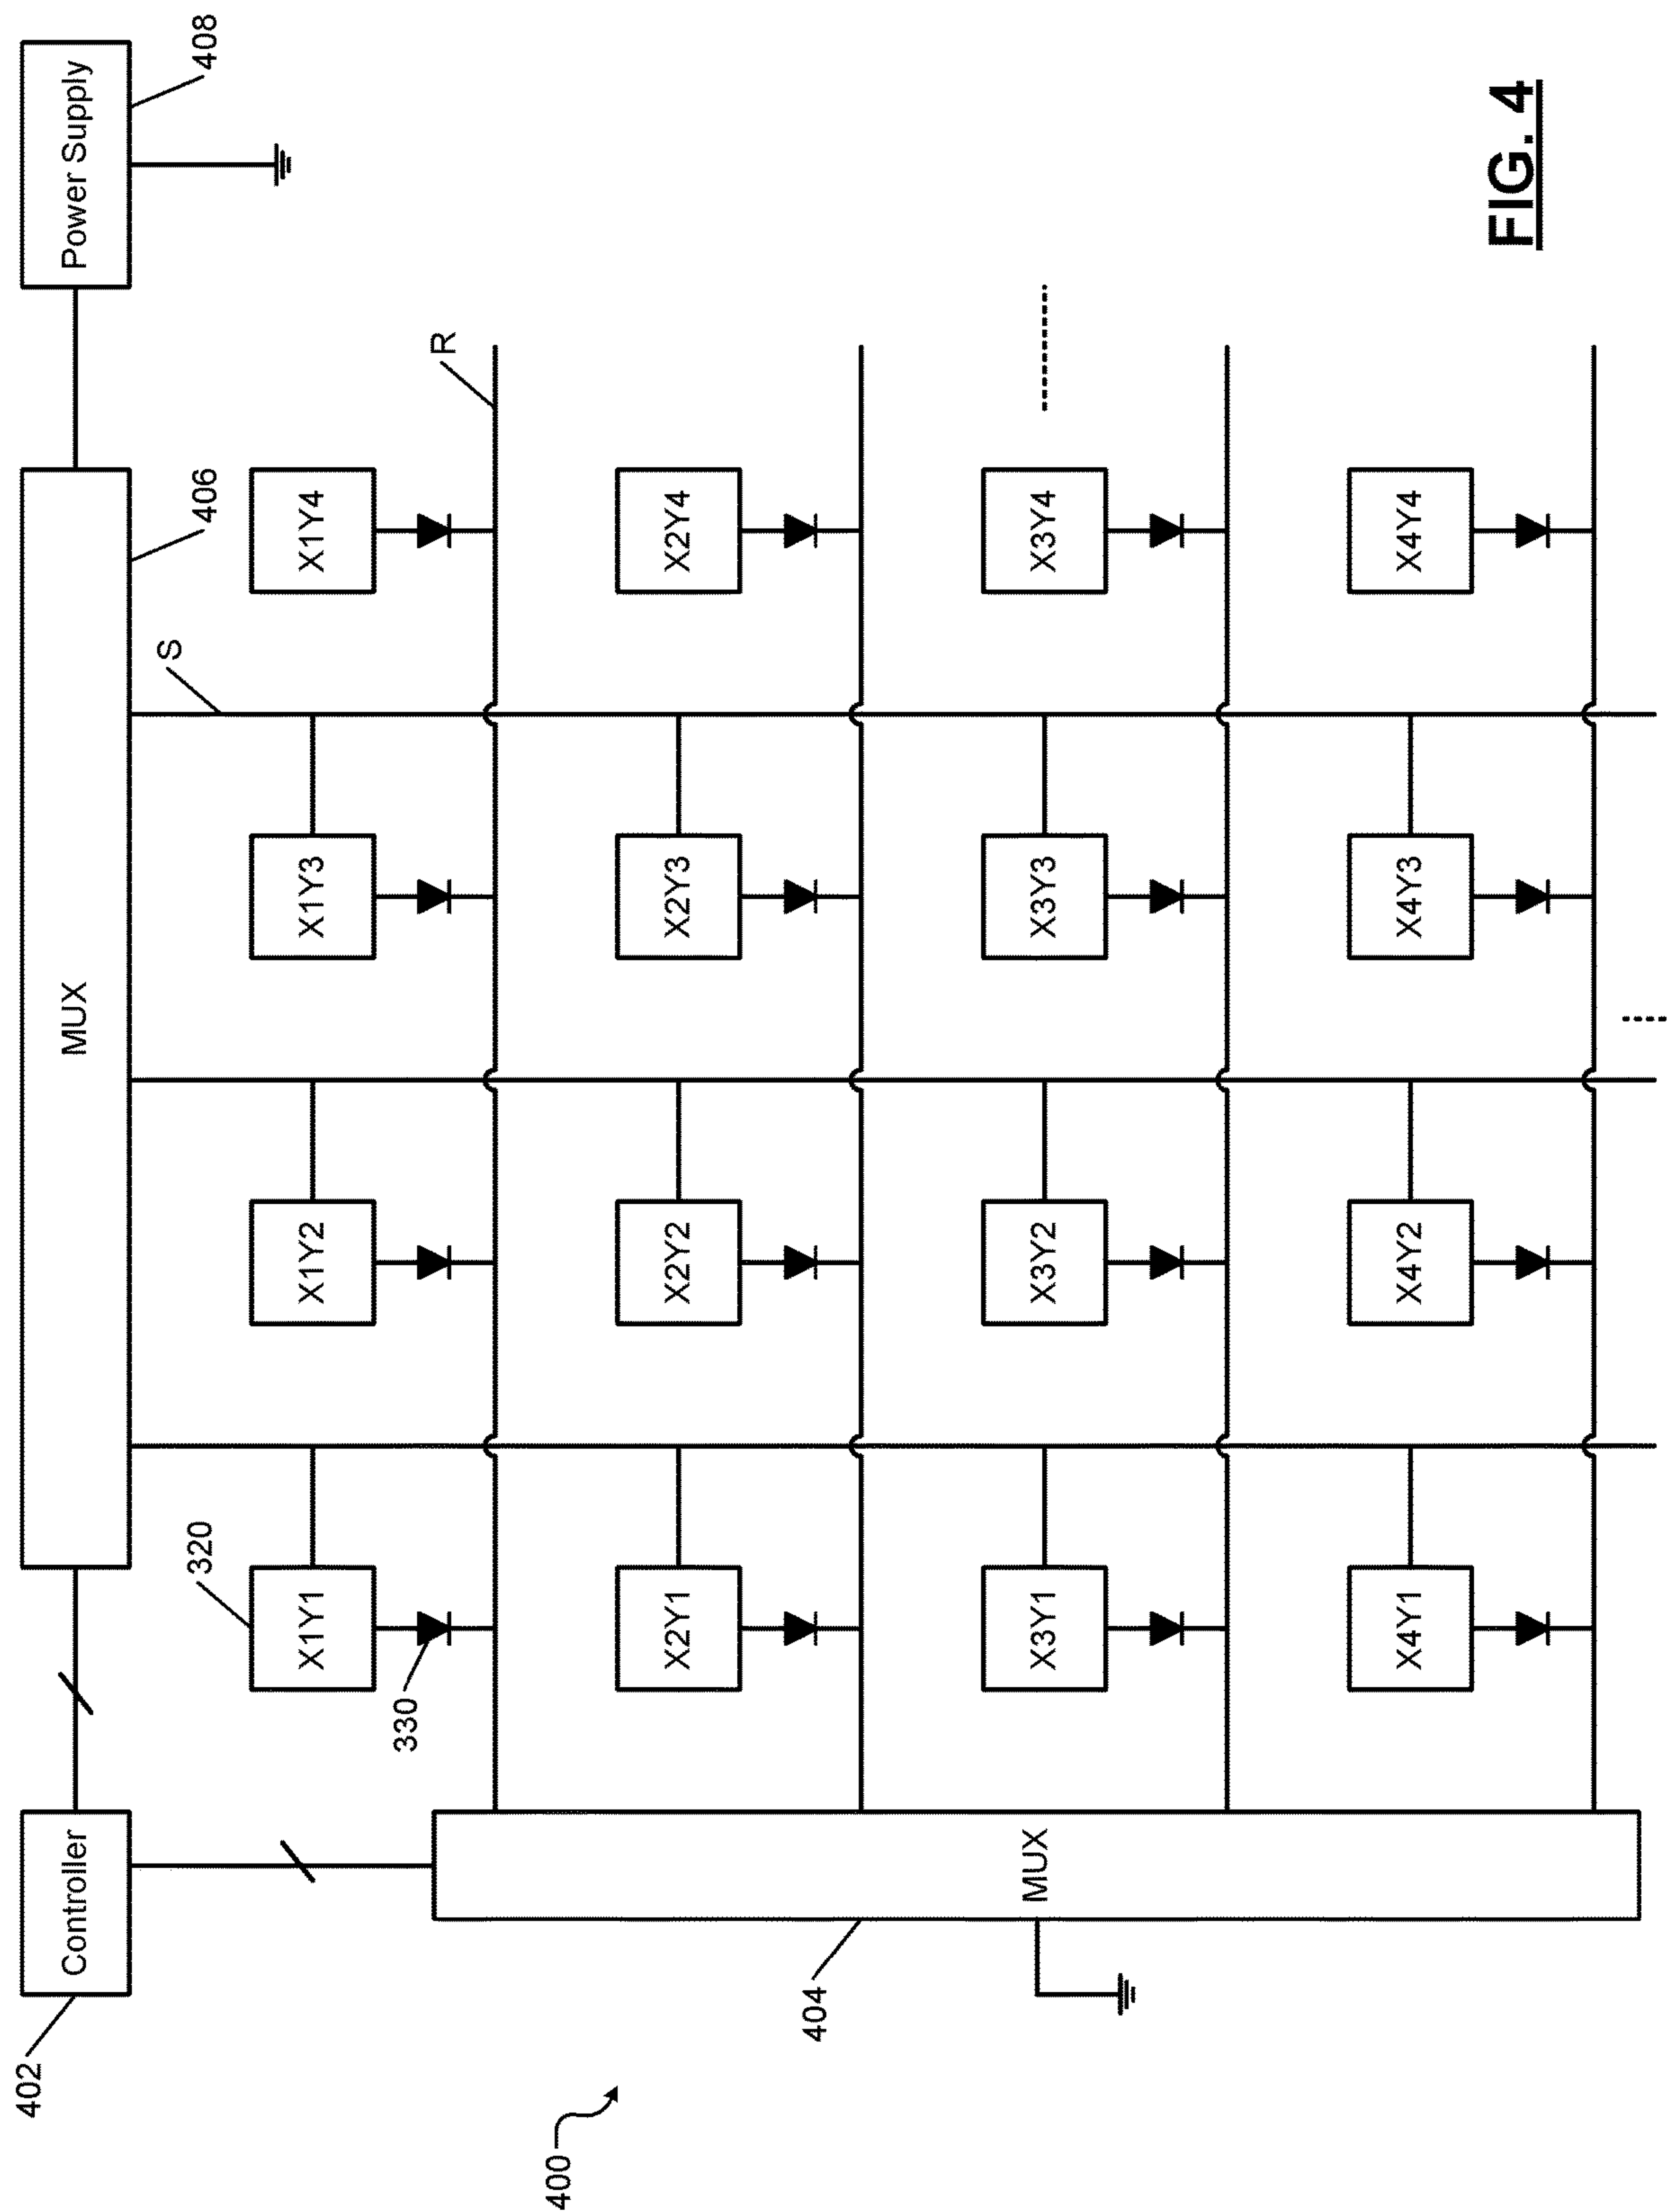 402
Controller
MUX
406
Power Supply
408
S
R
320
X1Y1
X1Y2
X1Y3
X1Y4
330
X2Y1
X2Y2
X2Y3
X2Y4
MUX
404
X3Y1
X3Y2
X3Y3
X3Y4
X4Y1
X4Y2
X4Y3
X4Y4
400
FIG. 4